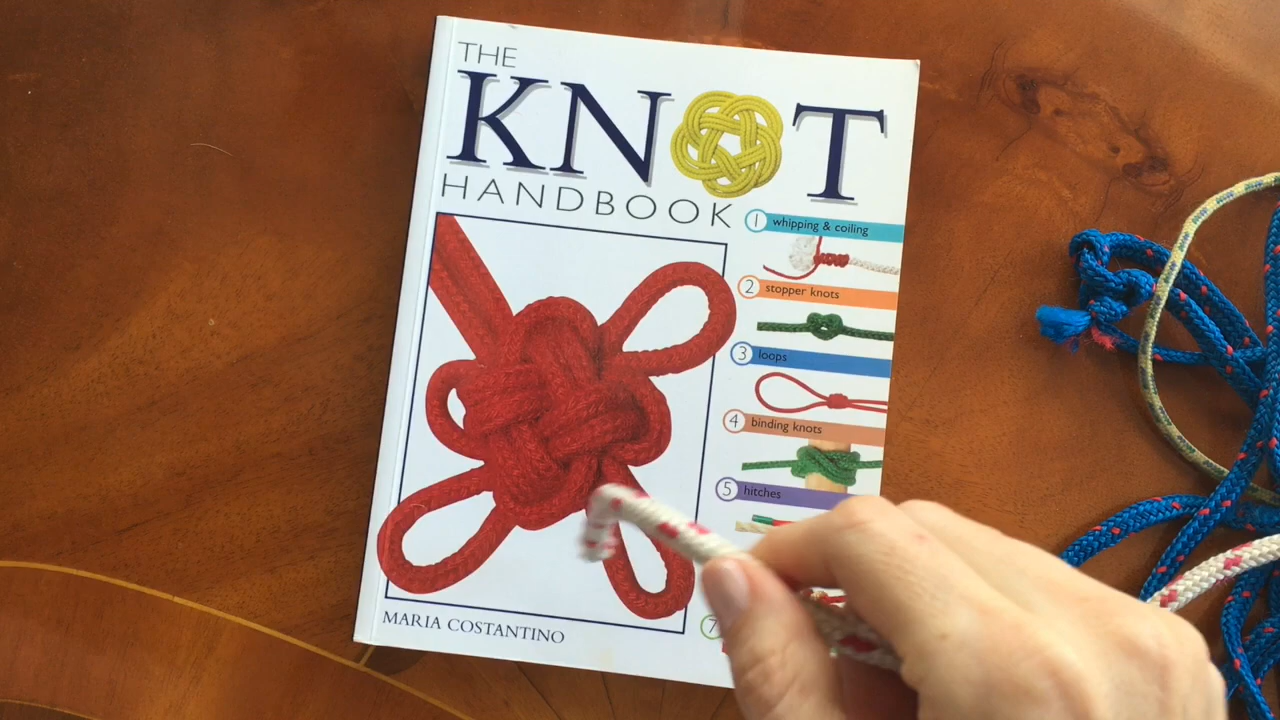 THE
KNOT
HANDBOOK
1 whipping & coiling
2 stopper knots
3 loops
4 binding knots
5 hitches
7
MARIA COSTANTINO